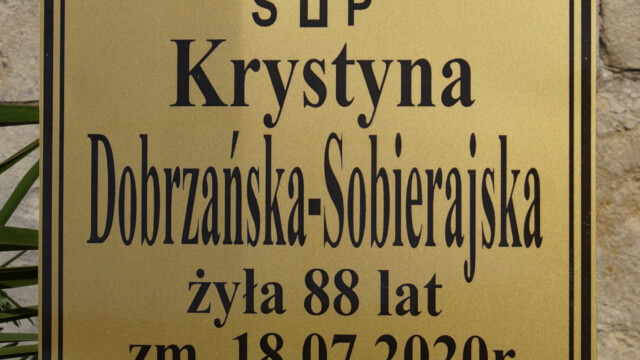 Ś P
Krystyna
Dobrzańska-Sobierajska
żyła 88 lat
zm. 18.07.2020r.